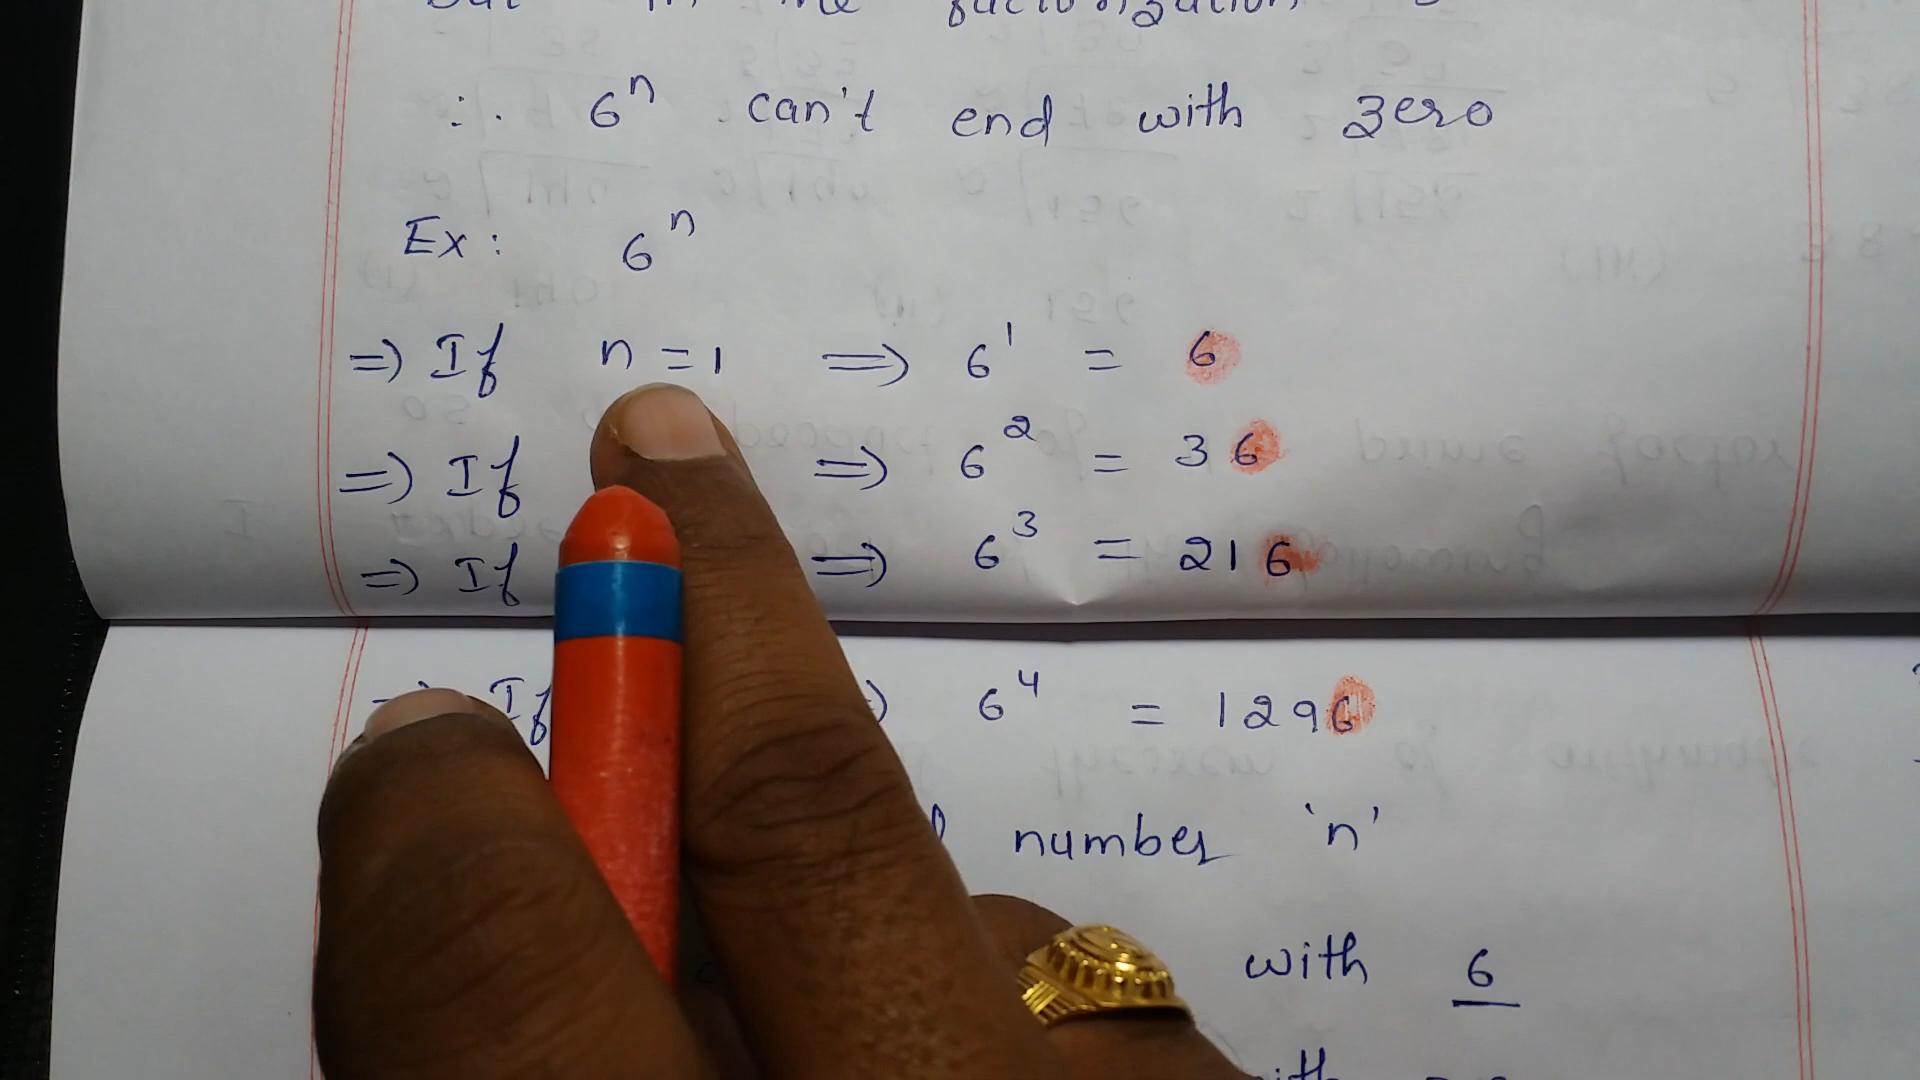 ∴ 6ⁿ can't end with zero
Ex: 6ⁿ
=> If n = 1 => 6¹ = 6
=> If => 6² = 36
=> If => 6³ = 216
=> If 6⁴ = 1296
number 'n'
with 6